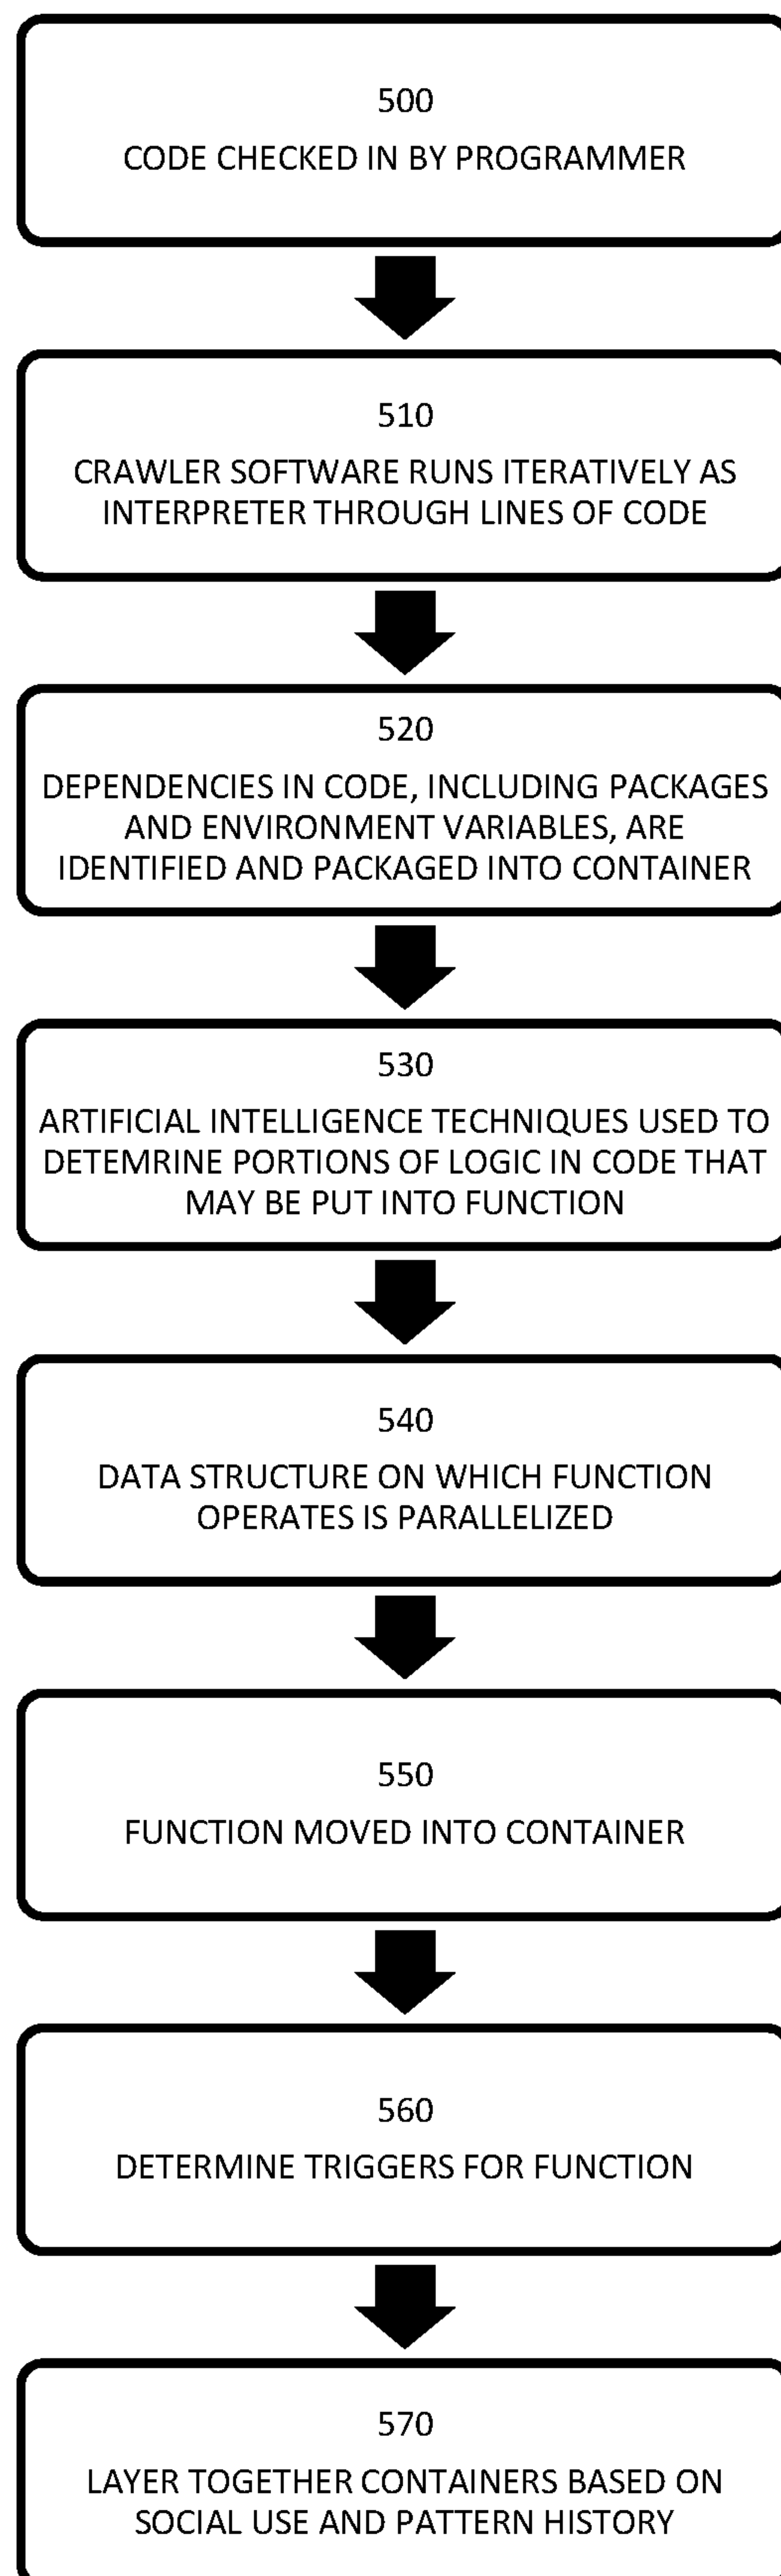 500
CODE CHECKED IN BY PROGRAMMER
510
CRAWLER SOFTWARE RUNS ITERATIVELY AS
INTERPRETER THROUGH LINES OF CODE
520
DEPENDENCIES IN CODE, INCLUDING PACKAGES
AND ENVIRONMENT VARIABLES, ARE
IDENTIFIED AND PACKAGED INTO CONTAINER
530
ARTIFICIAL INTELLIGENCE TECHNIQUES USED TO
DETEMRINE PORTIONS OF LOGIC IN CODE THAT
MAY BE PUT INTO FUNCTION
540
DATA STRUCTURE ON WHICH FUNCTION
OPERATES IS PARALLELIZED
550
FUNCTION MOVED INTO CONTAINER
560
DETERMINE TRIGGERS FOR FUNCTION
570
LAYER TOGETHER CONTAINERS BASED ON
SOCIAL USE AND PATTERN HISTORY